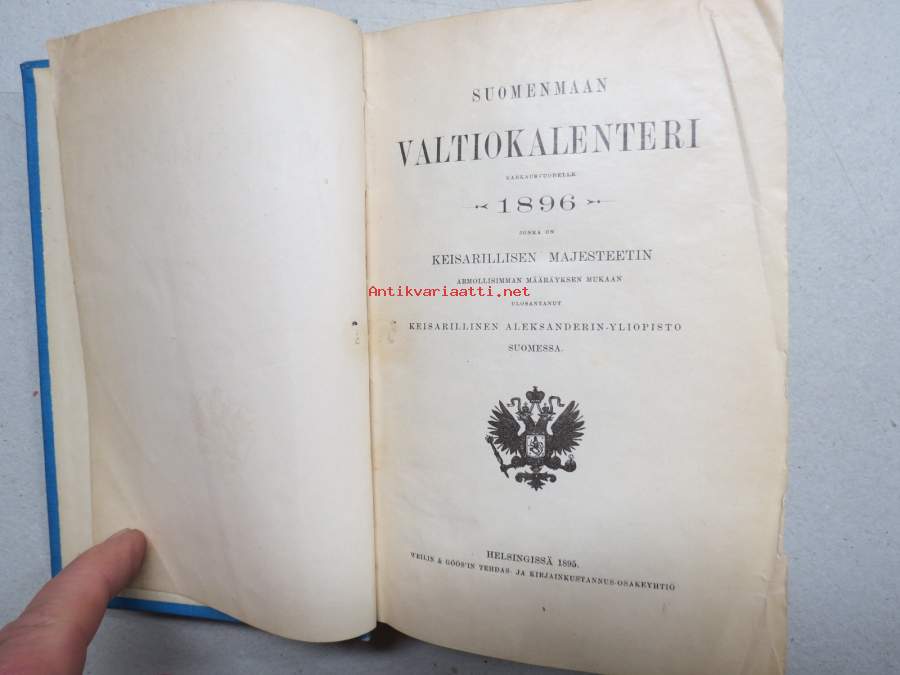 SUOMENMAAN
VALTIOKALENTERI
KARKAUSVUODELLE
1896
JONKA ON
KEISARILLISEN MAJESTEETIN
ARMOLLISIMMAN MÄÄRÄYKSEN MUKAAN
Antikvariaatti.net
ULOSANTANUT
KEISARILLINEN ALEKSANDERIN-YLIOPISTO
SUOMESSA.
HELSINGISSÄ 1895.
WEILIN & GÖÖS'IN TEHDAS- JA KIRJAINKUSTANNUS-OSAKEYHTIÖ